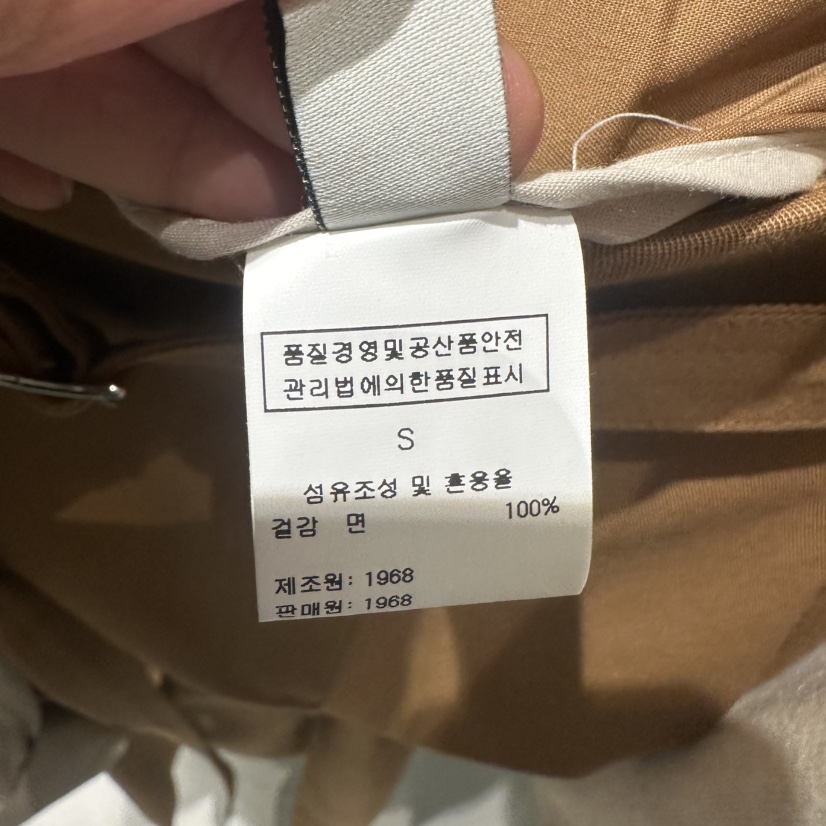 품질경영및공산품안전
관리법에의한품질표시
S
섬유조성 및 혼용율
겉감 면 100%
제조원: 1968
판매원: 1968